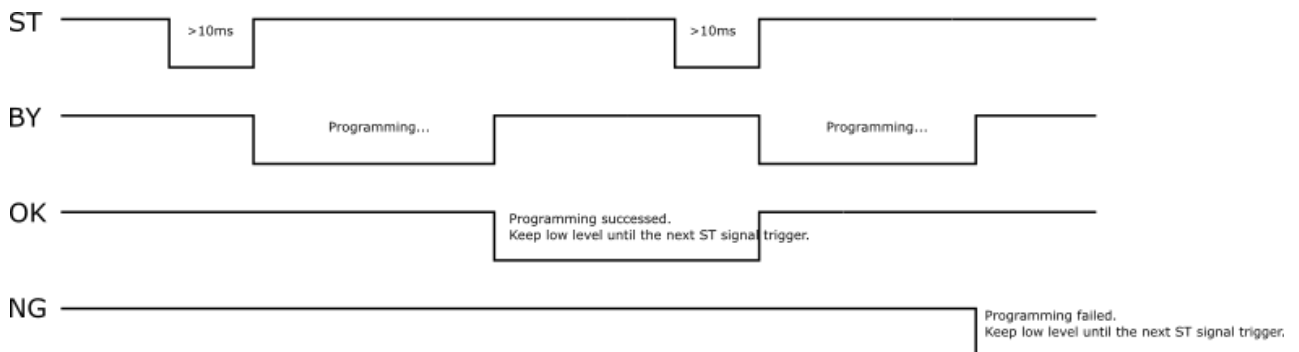 ST
>10ms
>10ms
BY
Programming...
Programming...
OK
Programming successed.
Keep low level until the next ST signal trigger.
NG
Programming failed.
Keep low level until the next ST signal trigger.